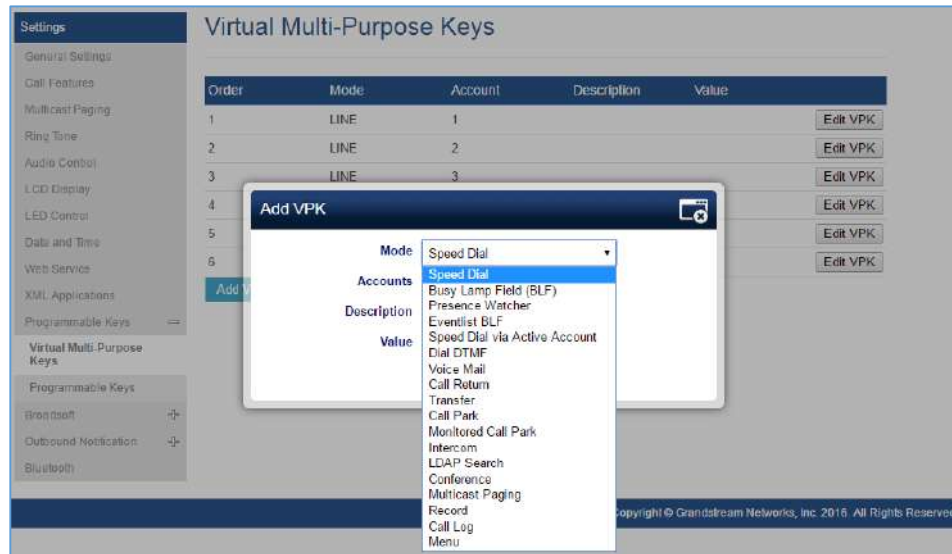 Settings
Virtual Multi-Purpose Keys
General Settings
Call Features
Multicast Paging
Ring Tone
Audio Control
LCD Display
LED Control
Date and Time
Web Service
XML Applications
Programmable Keys
Virtual Multi-Purpose
Keys
Programmable Keys
Broadsoft
Outbound Notification
Bluetooth
Order Mode Account Description Value
1 LINE 1 Edit VPK
2 LINE 2 Edit VPK
3 LINE 3 Edit VPK
4 Edit VPK
5 Edit VPK
6 Edit VPK
Add V
Add VPK
Mode Speed Dial
Accounts
Description
Value
Speed Dial
Busy Lamp Field (BLF)
Presence Watcher
Eventlist BLF
Speed Dial via Active Account
Dial DTMF
Voice Mail
Call Return
Transfer
Call Park
Monitored Call Park
Intercom
LDAP Search
Conference
Multicast Paging
Record
Call Log
Menu
Copyright © Grandstream Networks, Inc. 2016. All Rights Reserved